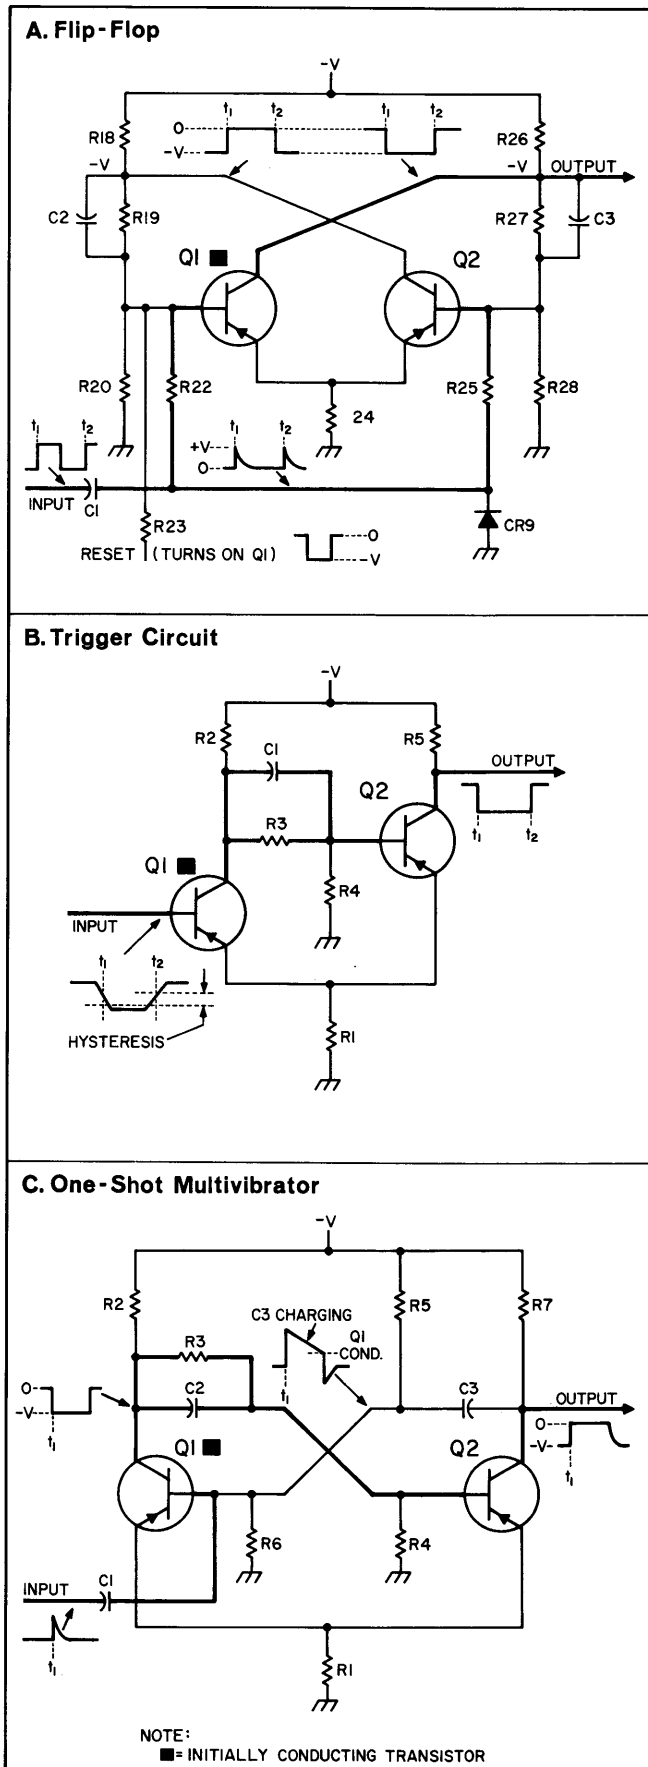 A. Flip-Flop
-V
t1 t2 t1 t2
R18 0 R26
-V -V -V OUTPUT
C2 R19 R27 C3
Q1 ■ Q2
R20 R22 R25 R28
24
t1 t2 +V t1 t2
0
INPUT C1
R23 CR9
RESET (TURNS ON Q1) 0
-V
B. Trigger Circuit
-V
R2 C1 R5
OUTPUT
Q2
R3 t1 t2
Q1 ■ R4
INPUT
t1 t2
HYSTERESIS R1
C. One-Shot Multivibrator
-V
R2 R5 R7
C3 CHARGING
R3 Q1
COND.
0 C2 t1 C3 OUTPUT
-V 0
t1 Q1 ■ Q2 -V
t1
R6 R4
INPUT C1
t1
R1
NOTE:
■ = INITIALLY CONDUCTING TRANSISTOR